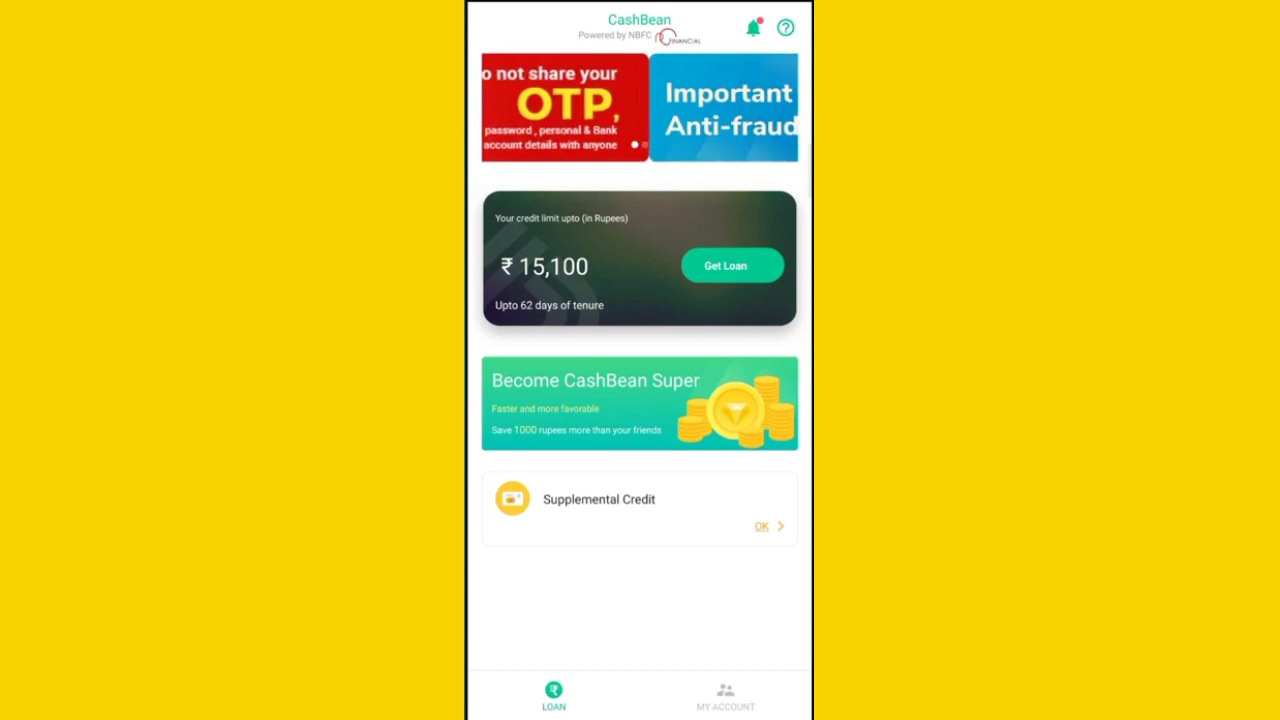 CashBean
Powered by NBFC
FINANCIAL
o not share your
OTP,
password, personal & Bank
account details with anyone
Important
Anti-fraud
Your credit limit upto (in Rupees)
₹ 15,100
Get Loan
Upto 62 days of tenure
Become CashBean Super
Faster and more favorable
Save 1000 rupees more than your friends
Supplemental Credit
OK
LOAN
MY ACCOUNT